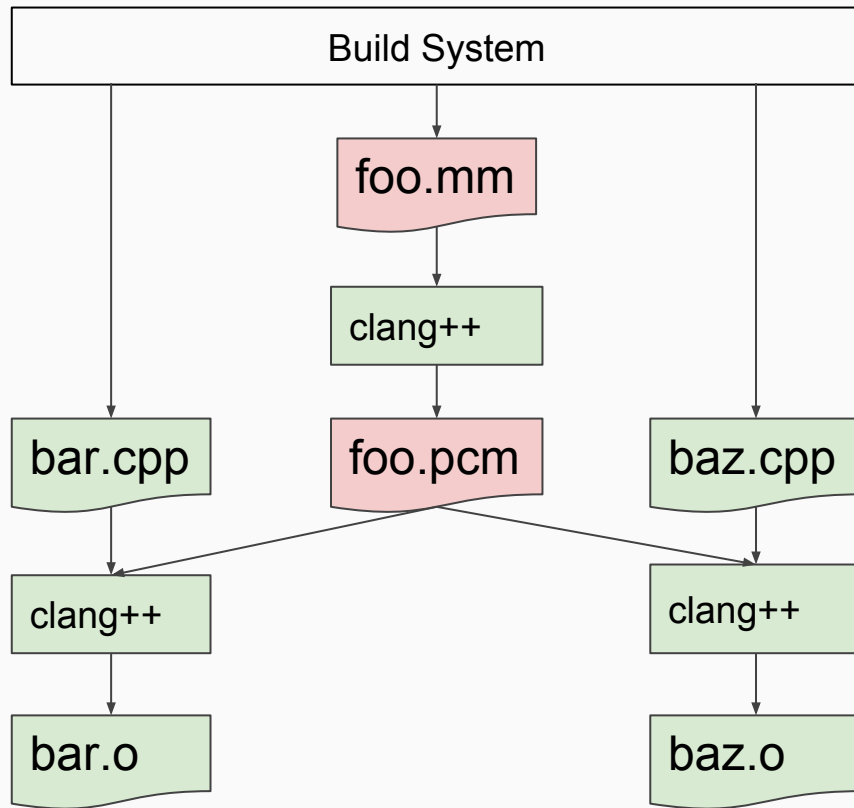 Build System
foo.mm
clang++
bar.cpp
foo.pcm
baz.cpp
clang++
clang++
bar.o
baz.o